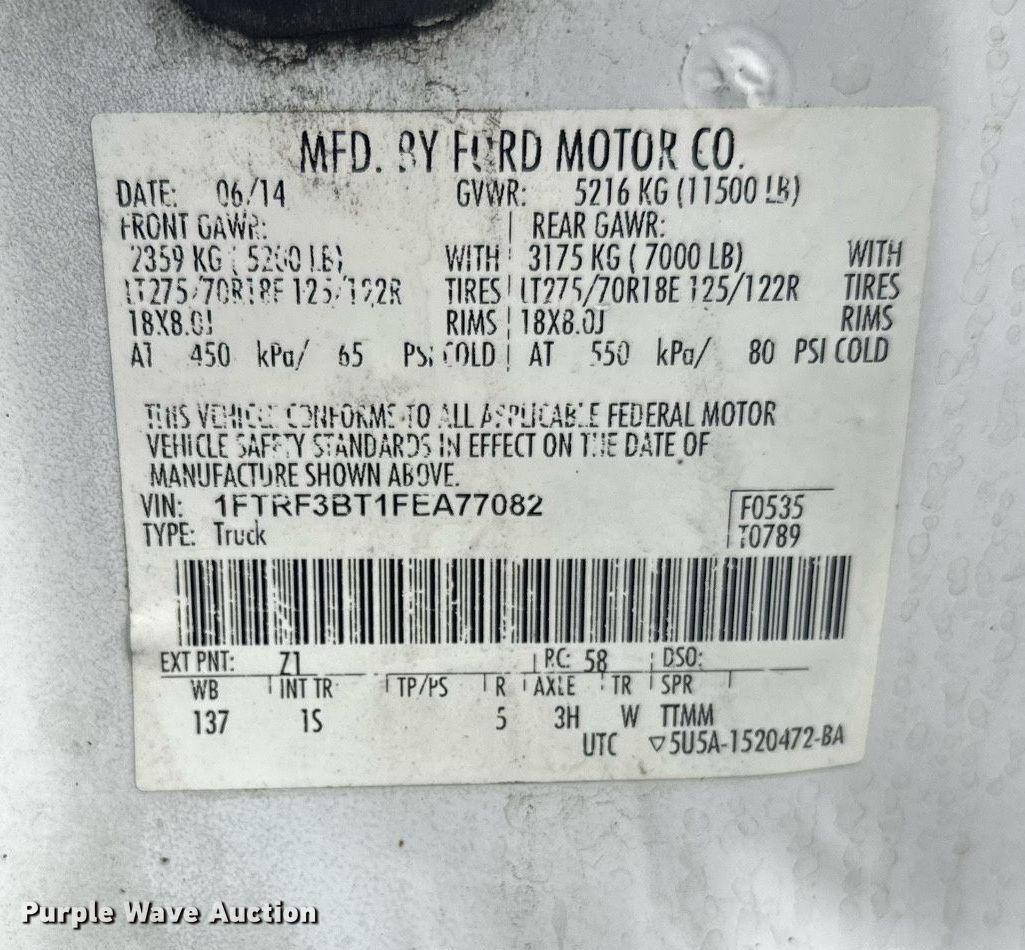 MFD. BY FORD MOTOR CO.
DATE: 06/14 GVWR: 5216 KG (11500 LB)
FRONT GAWR: REAR GAWR:
2359 KG ( 5200 LB) WITH 3175 KG ( 7000 LB) WITH
LT275/70R18E 125/122R TIRES LT275/70R18E 125/122R TIRES
18X8.0J RIMS 18X8.0J RIMS
AT 450 kPa/ 65 PSI COLD AT 550 kPa/ 80 PSI COLD
THIS VEHICLE CONFORMS TO ALL APPLICABLE FEDERAL MOTOR
VEHICLE SAFETY STANDARDS IN EFFECT ON THE DATE OF
MANUFACTURE SHOWN ABOVE.
VIN: 1FTRF3BT1FEA77082 F0535
TYPE: Truck T0789
EXT PNT: Z1 RC: 58 DSO:
WB INT TR TP/PS R AXLE TR SPR
137 1S 5 3H W TTMM
UTC ▽5U5A-1520472-BA
Purple Wave Auction